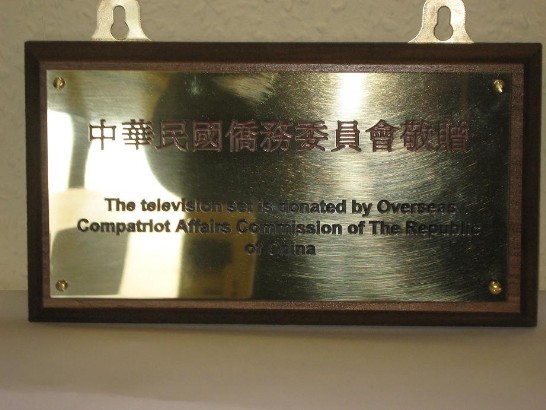 中華民國僑務委員會敬贈
The television set is donated by Overseas
Compatriot Affairs Commission of The Republic
of China